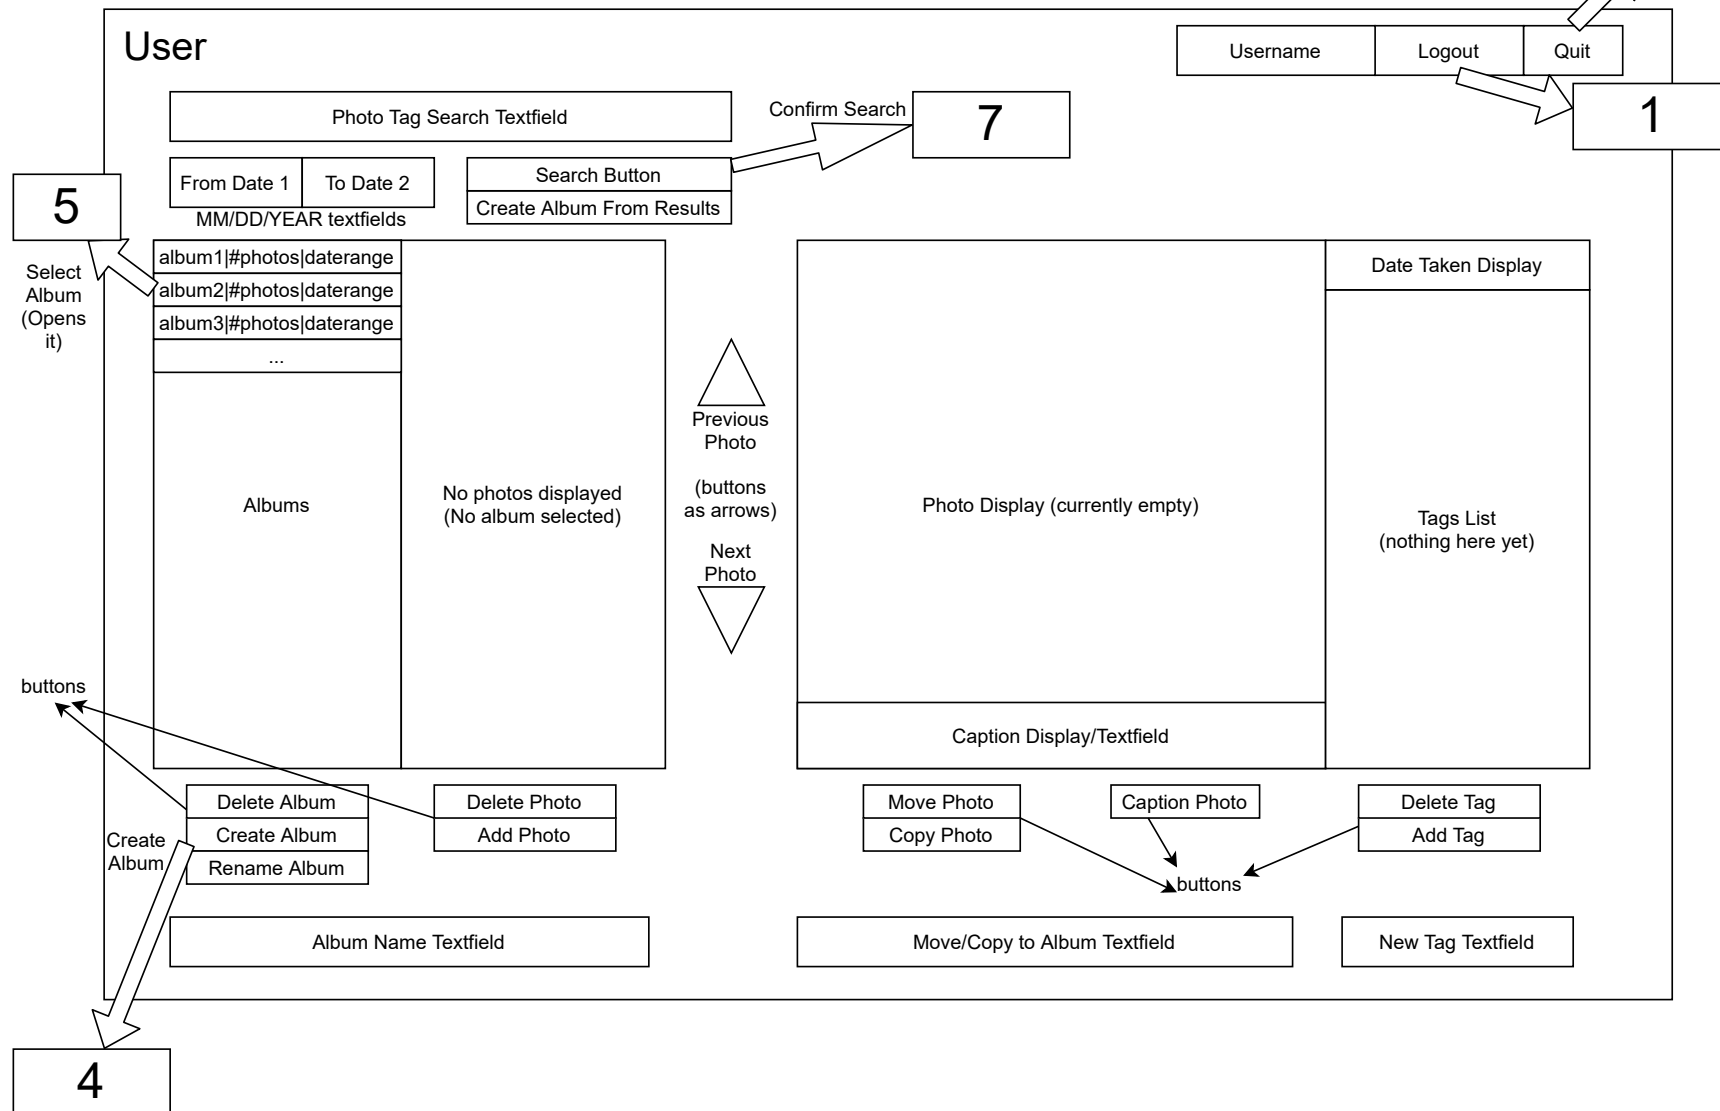 User
Username
Logout
Quit
1
Photo Tag Search Textfield
Confirm Search
7
From Date 1
To Date 2
MM/DD/YEAR textfields
Search Button
Create Album From Results
5
Select
Album
(Opens
it)
album1|#photos|daterange
album2|#photos|daterange
album3|#photos|daterange
...
Albums
No photos displayed
(No album selected)
Previous
Photo
(buttons
as arrows)
Next
Photo
Photo Display (currently empty)
Date Taken Display
Tags List
(nothing here yet)
Caption Display/Textfield
buttons
Delete Album
Create Album
Rename Album
Create
Album
Delete Photo
Add Photo
Move Photo
Copy Photo
Caption Photo
Delete Tag
Add Tag
buttons
Album Name Textfield
Move/Copy to Album Textfield
New Tag Textfield
4